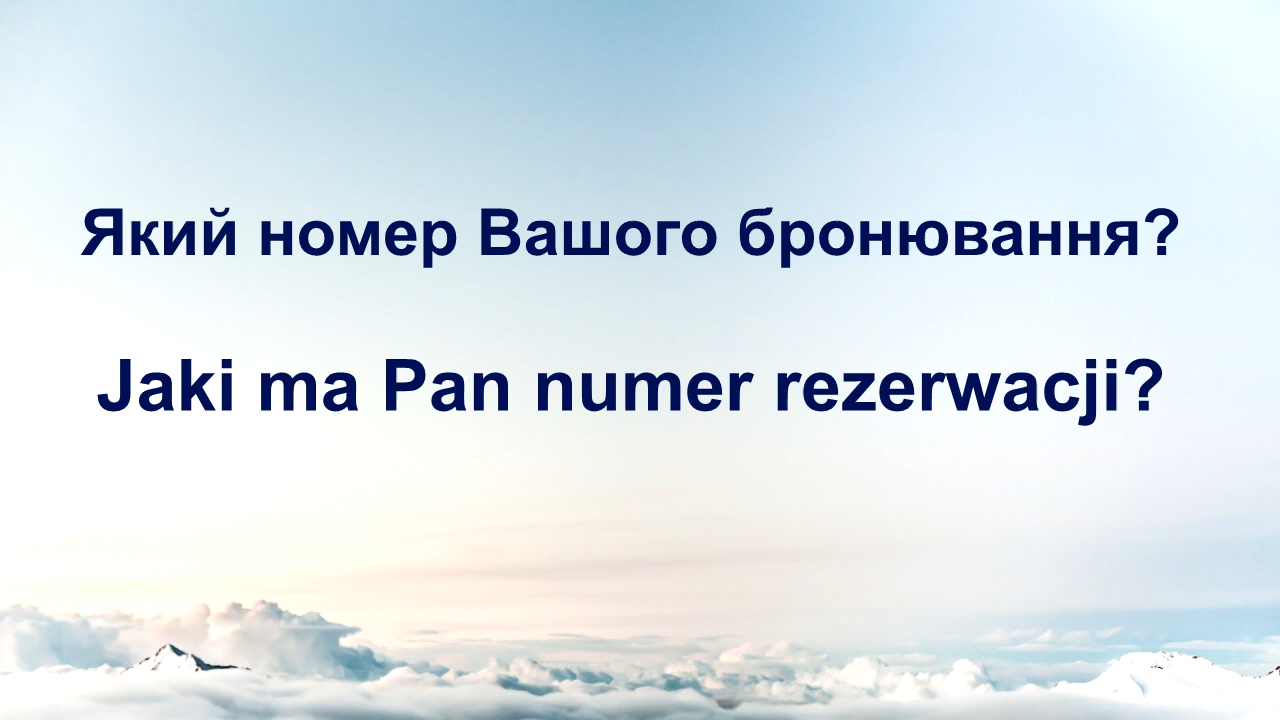 Який номер Вашого бронювання?
Jaki ma Pan numer rezerwacji?